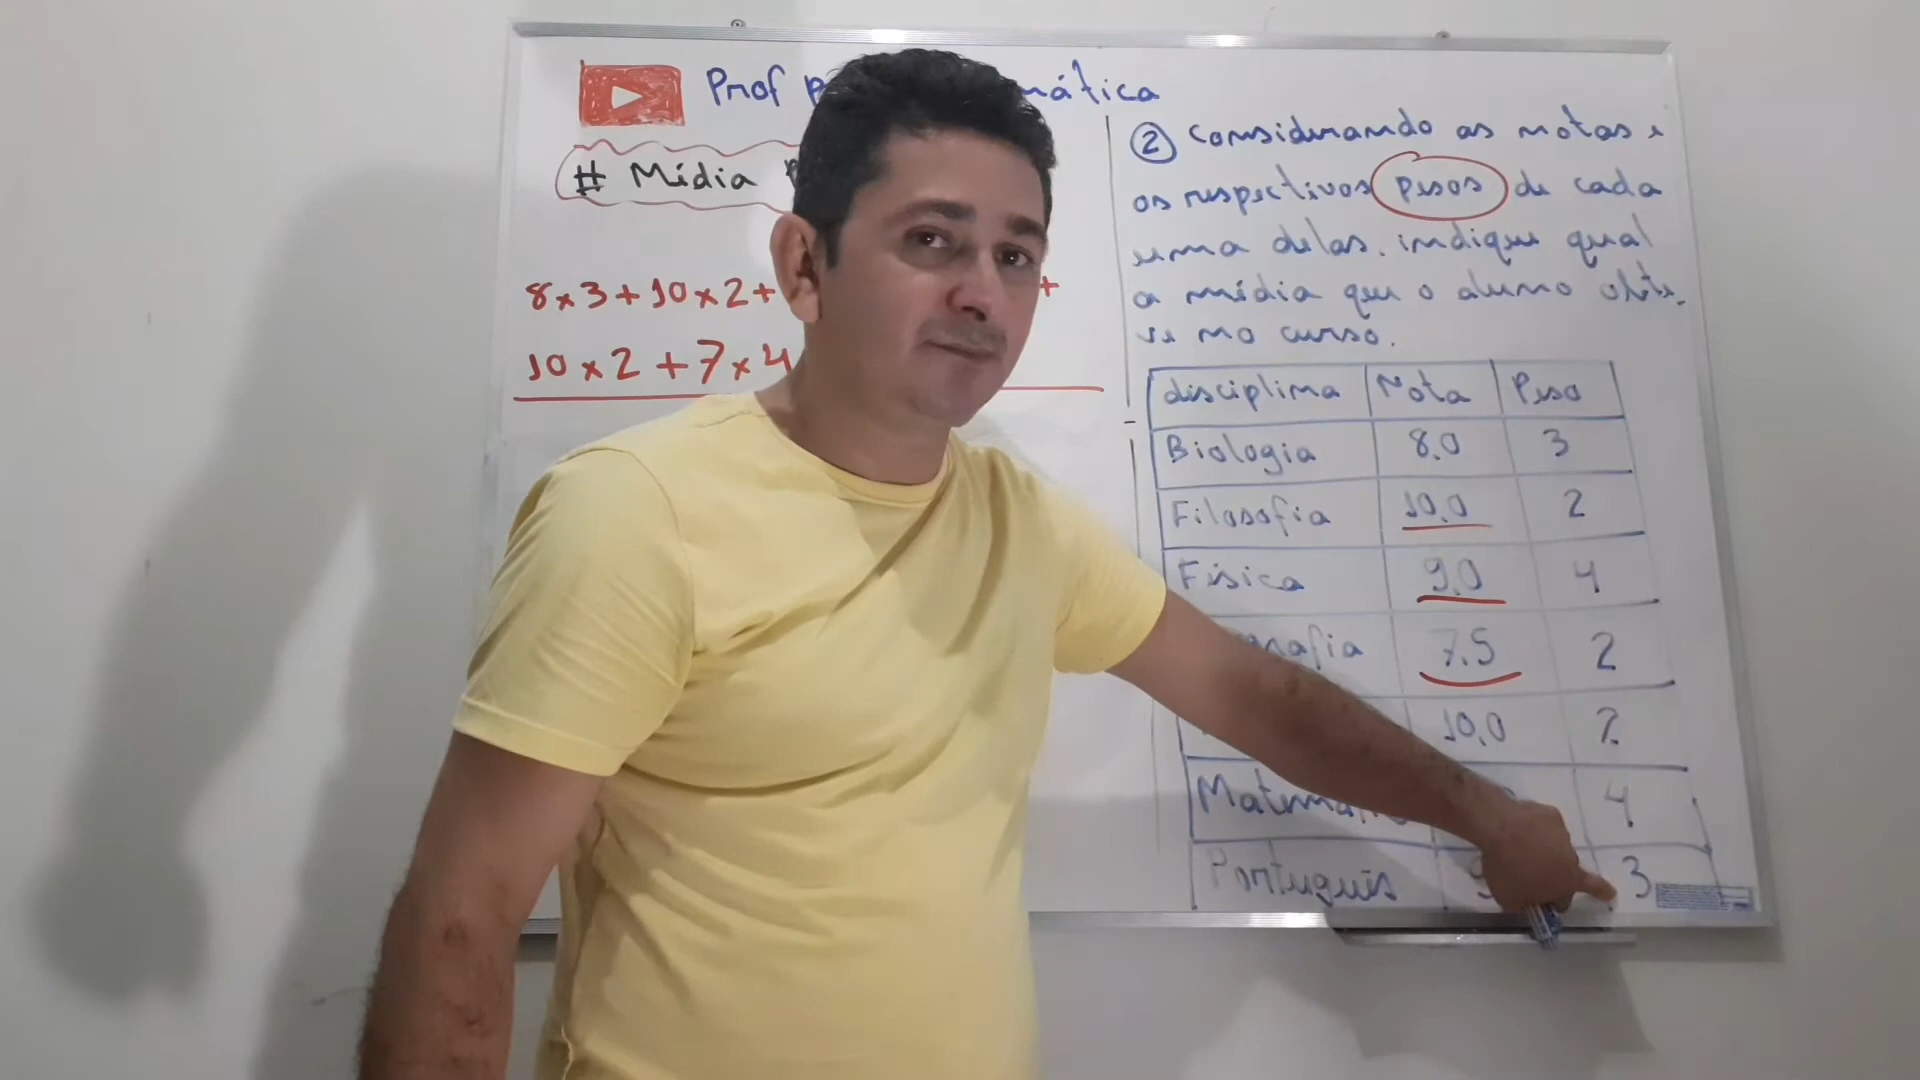 Prof
mática
# Média
8x3+10x2+
+
10x2+7x4
② Considerando as notas e
os respectivos pesos de cada
uma delas. indique qual
a média que o aluno obte-
ve no curso.
disciplina Nota Peso
Biologia 8.0 3
Filosofia 10,0 2
Física 9,0 4
7.5 2
10,0 2
4
Português 3